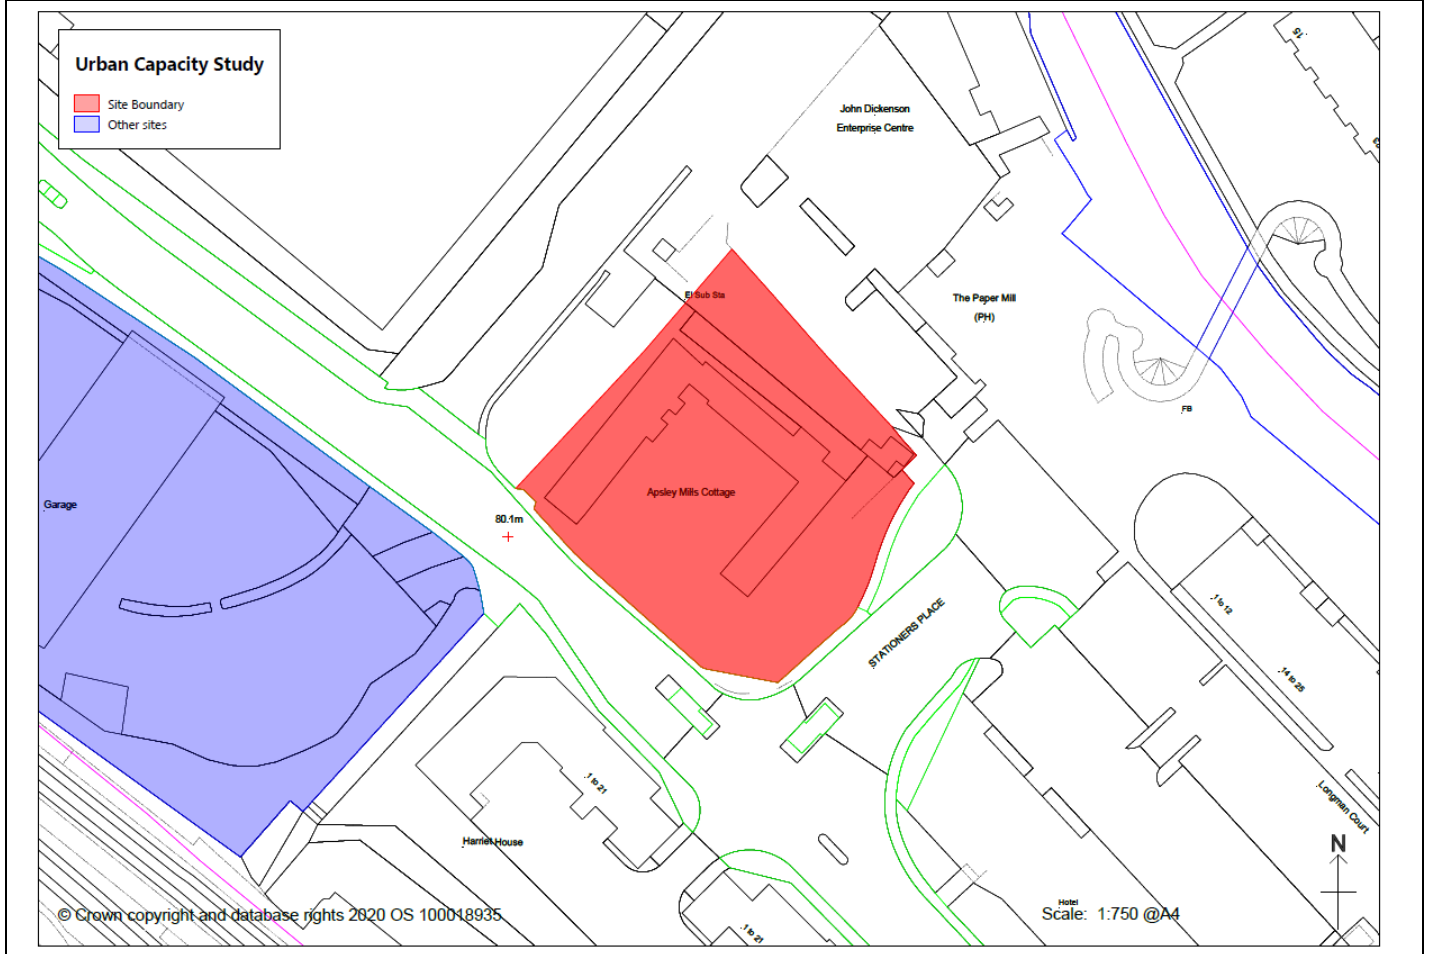 Urban Capacity Study
Site Boundary
Other sites
15
John Dickenson
Enterprise Centre
El Sub Sta
The Paper Mill
(PH)
FB
Garage
Apsley Mills Cottage
80.1m
STATIONERS PLACE
1 to 12
14 to 25
Longman Court
1 to 21
Harriet House
1 to 21
Hotel
N
© Crown copyright and database rights 2020 OS 100018935
Scale: 1:750 @A4